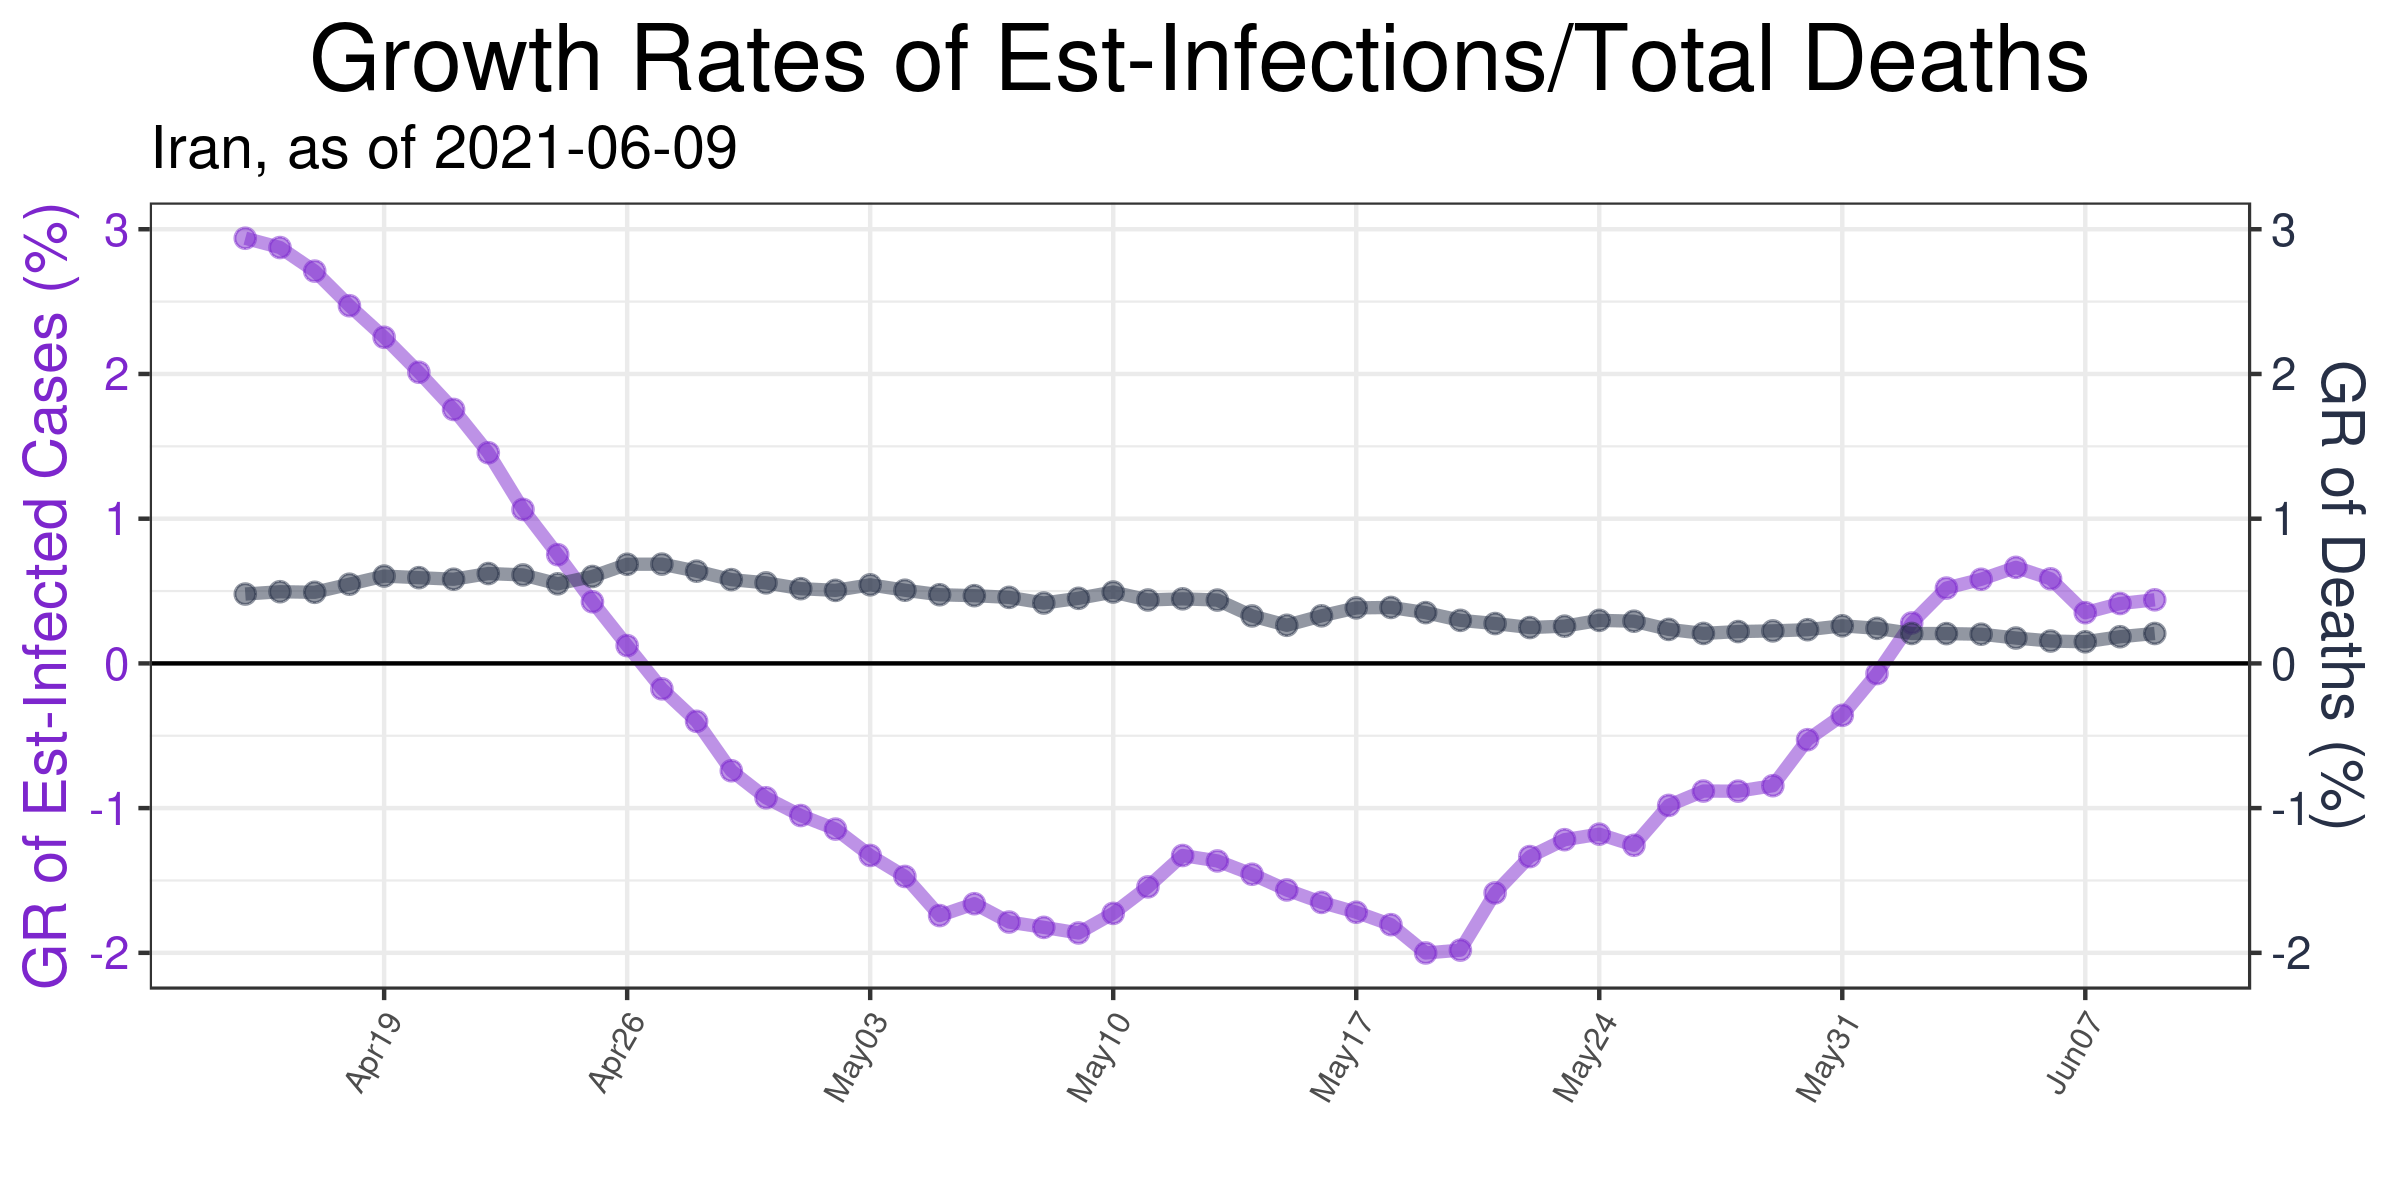 Growth Rates of Est-Infections/Total Deaths
Iran, as of 2021-06-09
GR of Est-Infected Cases (%)
3
2
1
0
-1
-2
3
2
1
0
-1
-2
GR of Deaths (%)
Apr19
Apr26
May03
May10
May17
May24
May31
Jun07